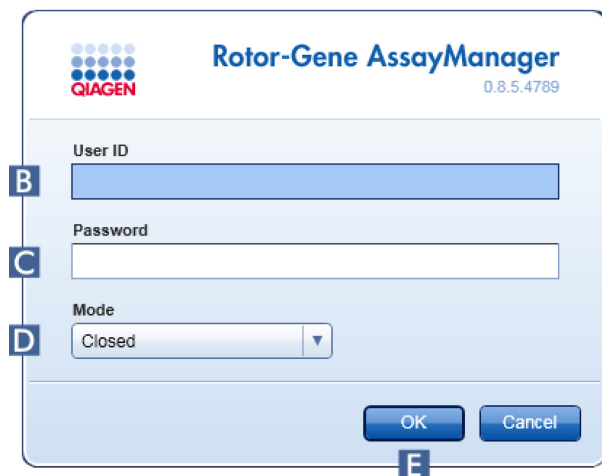 QIAGEN
Rotor-Gene AssayManager
0.8.5.4789
User ID
B
Password
C
Mode
D
Closed
OK
Cancel
E